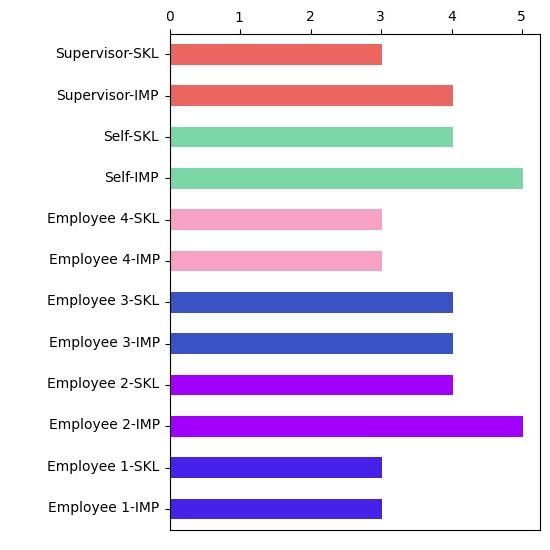 0 1 2 3 4 5
Supervisor-SKL
Supervisor-IMP
Self-SKL
Self-IMP
Employee 4-SKL
Employee 4-IMP
Employee 3-SKL
Employee 3-IMP
Employee 2-SKL
Employee 2-IMP
Employee 1-SKL
Employee 1-IMP